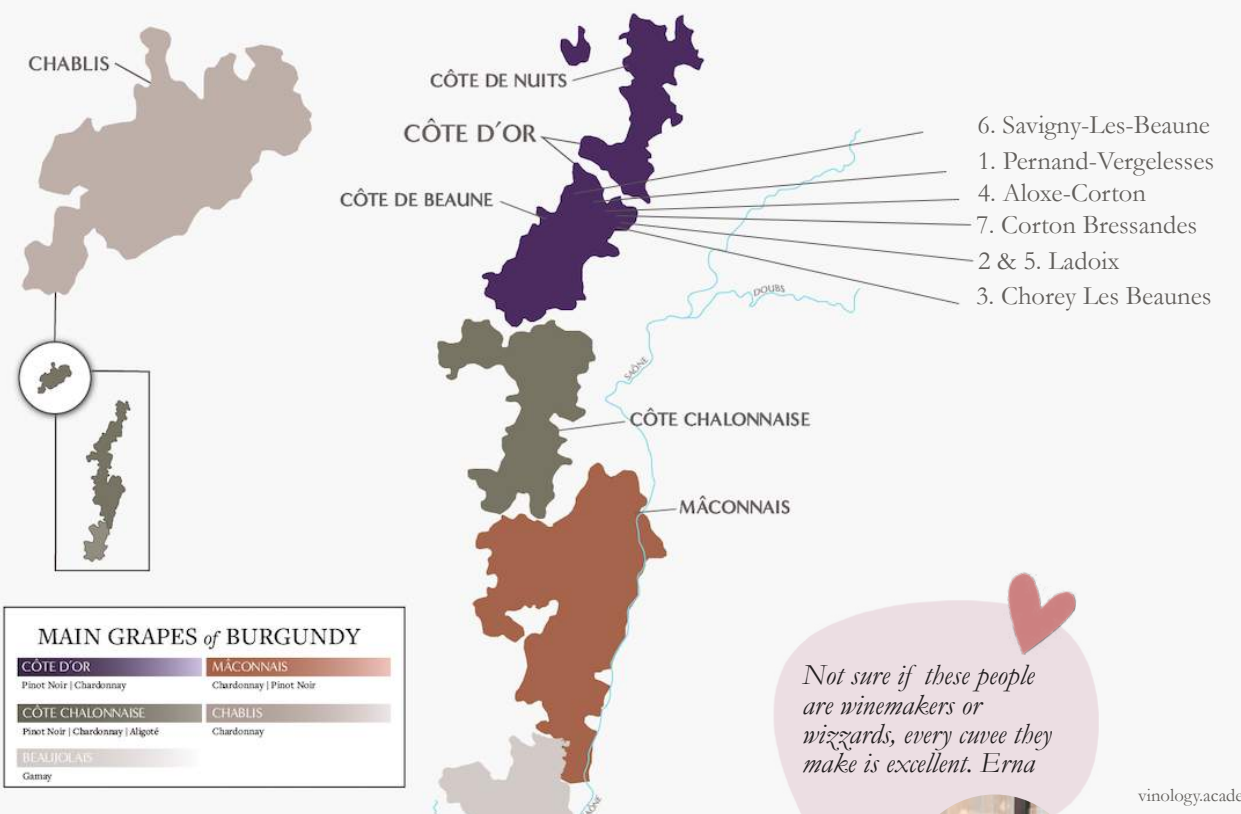 CHABLIS
CÔTE DE NUITS
CÔTE D'OR
CÔTE DE BEAUNE
6. Savigny-Les-Beaune
1. Pernand-Vergelesses
4. Aloxe-Corton
7. Corton Bressandes
2 & 5. Ladoix
3. Chorey Les Beaunes
DOUBS
SAÔNE
CÔTE CHALONNAISE
MÂCONNAIS
MAIN GRAPES of BURGUNDY
CÔTE D'OR
Pinot Noir | Chardonnay
MÂCONNAIS
Chardonnay | Pinot Noir
CÔTE CHALONNAISE
Pinot Noir | Chardonnay | Aligoté
CHABLIS
Chardonnay
BEAUJOLAIS
Gamay
SAÔNE
Not sure if these people
are winemakers or
wizzards, every cuvee they
make is excellent. Erna
vinology.acade